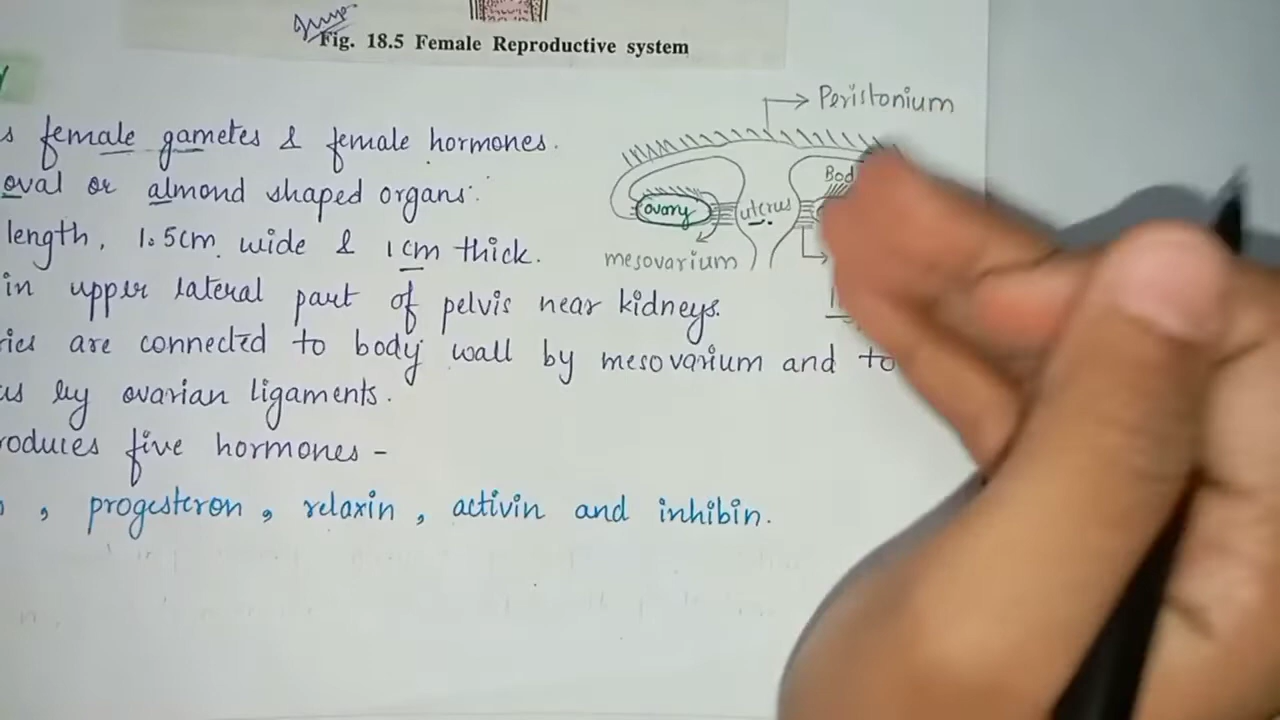 Imp
Fig. 18.5 Female Reproductive system
Peristonium
s female gametes & female hormones.
oval or almond shaped organs.
Bod
ovary
uterus
length, 1.5cm wide & 1cm thick.
mesovarium
in upper lateral part of pelvis near kidneys.
ries are connected to body wall by mesovarium and to
us by ovarian ligaments.
roduces five hormones -
, progesteron, relaxin, activin and inhibin.